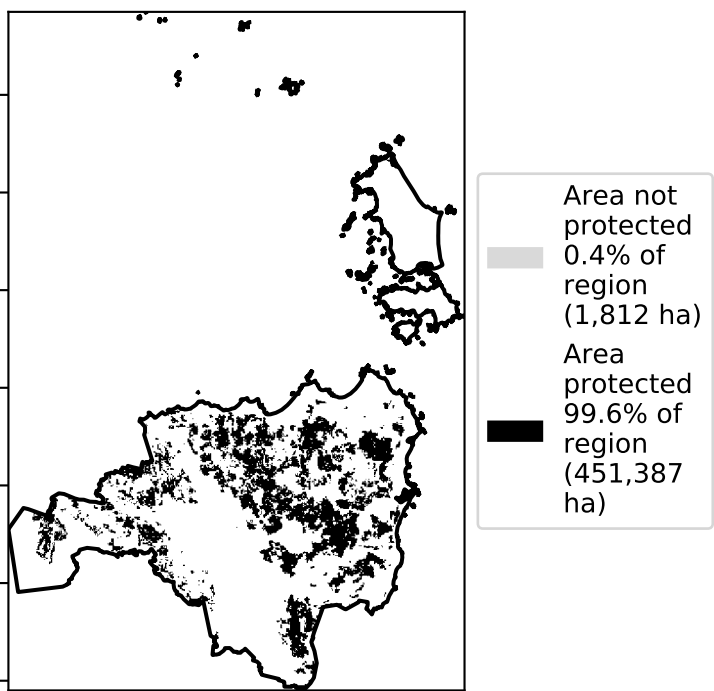 Area not
protected
0.4% of
region
(1,812 ha)
Area
protected
99.6% of
region
(451,387
ha)